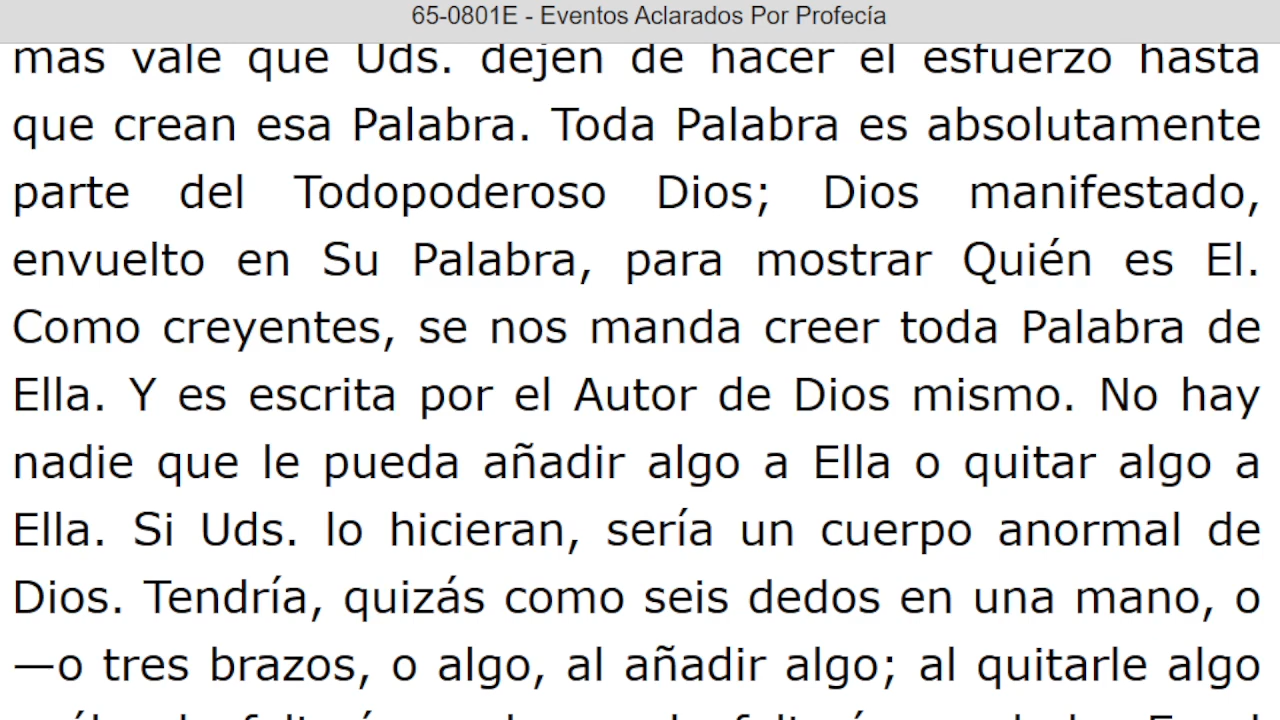 65-0801E - Eventos Aclarados Por Profecía
mas vale que Uds. dejen de hacer el esfuerzo hasta
que crean esa Palabra. Toda Palabra es absolutamente
parte del Todopoderoso Dios; Dios manifestado,
envuelto en Su Palabra, para mostrar Quién es El.
Como creyentes, se nos manda creer toda Palabra de
Ella. Y es escrita por el Autor de Dios mismo. No hay
nadie que le pueda añadir algo a Ella o quitar algo a
Ella. Si Uds. lo hicieran, sería un cuerpo anormal de
Dios. Tendría, quizás como seis dedos en una mano, o
—o tres brazos, o algo, al añadir algo; al quitarle algo